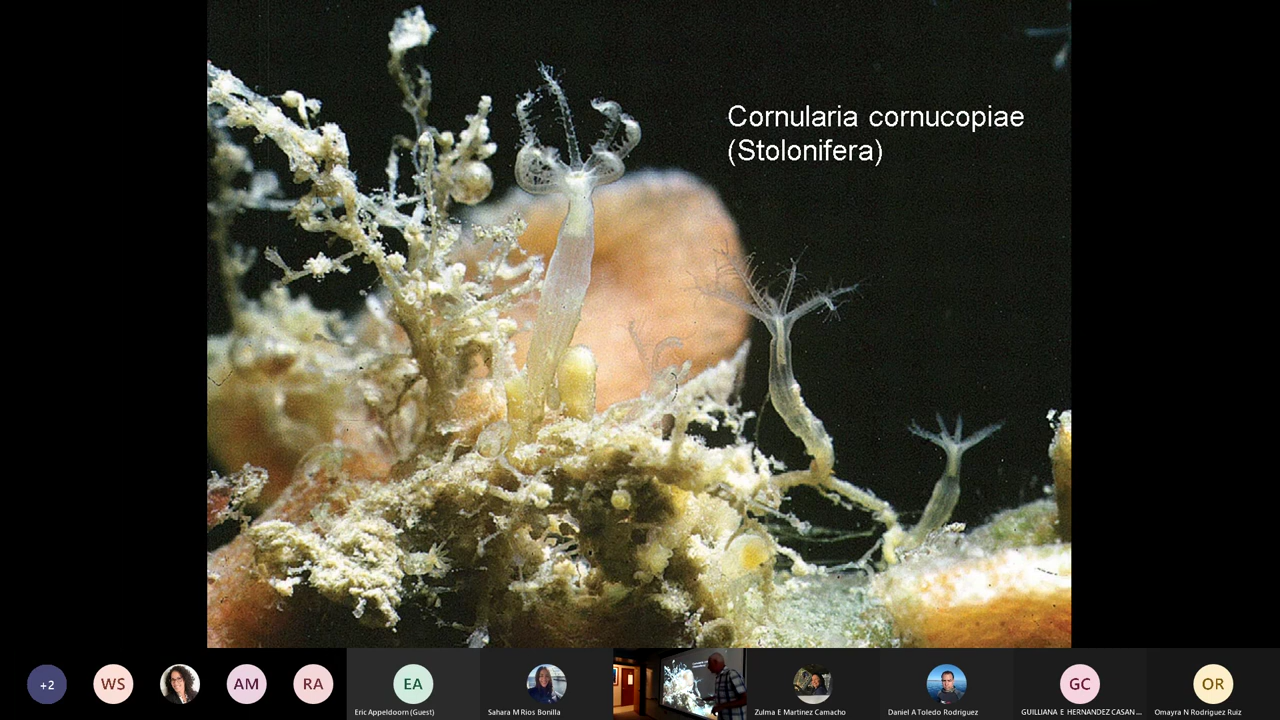 Cornularia cornucopiae
(Stolonifera)
+2
WS
AM
RA
EA
GC
OR
Eric Appeldoorn (Guest)
Sahara M Rios Bonilla
Zulma E Martinez Camacho
Daniel A Toledo Rodriguez
GUILLIANA E HERNANDEZ CASAN ...
Omayra N Rodriguez Ruiz